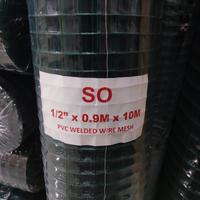 SO
1/2" x 0.9M x 10M
PVC WELDED WIRE MESH